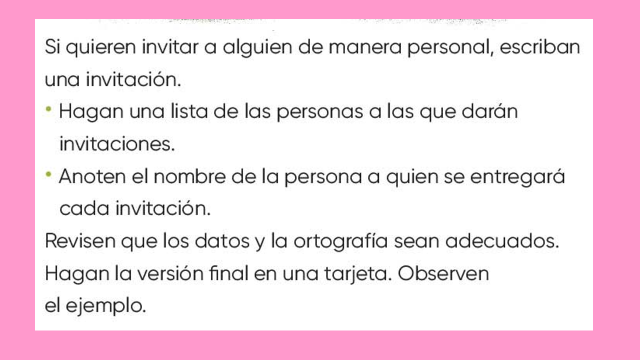 Si quieren invitar a alguien de manera personal, escriban
una invitación.
• Hagan una lista de las personas a las que darán
invitaciones.
• Anoten el nombre de la persona a quien se entregará
cada invitación.
Revisen que los datos y la ortografía sean adecuados.
Hagan la versión final en una tarjeta. Observen
el ejemplo.